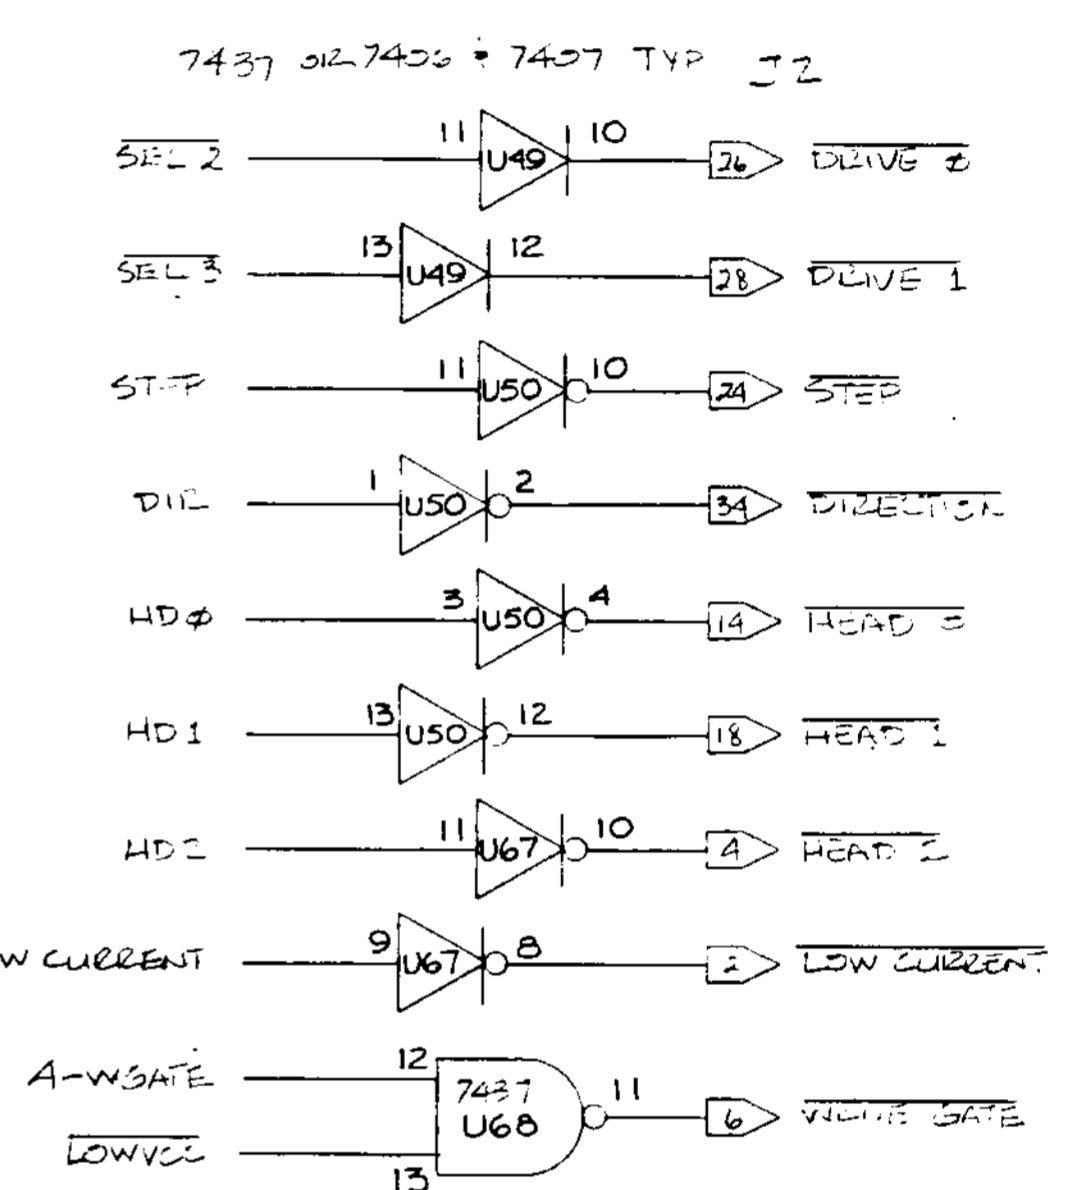 7437 OR 7406 & 7407 TYP J2
SEL 2 11 U49 10 26 DRIVE 0
SEL 3 13 U49 12 28 DRIVE 1
STEP 11 U50 10 24 STEP
DIR 1 U50 2 34 DIRECTION
HD0 3 U50 4 14 HEAD 0
HD1 13 U50 12 18 HEAD 1
HD2 11 U67 10 4 HEAD 2
W CURRENT 9 U67 8 2 LOW CURRENT
A-WGATE 12 7437 11 6 WRITE GATE
U68
LOWVCC 13